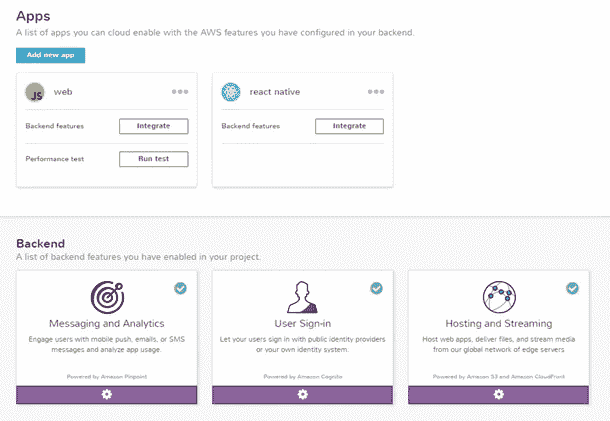 Apps
A list of apps you can cloud enable with the AWS features you have configured in your backend.
Add new app
JS web
Backend features Integrate
Performance test Run test
react native
Backend features Integrate
Backend
A list of backend features you have enabled in your project.
Messaging and Analytics
Engage users with mobile push, emails, or SMS
messages and analyze app usage.
Powered by Amazon Pinpoint
User Sign-in
Let your users sign in with public identity providers
or your own identity system.
Powered by Amazon Cognito
Hosting and Streaming
Host web apps, deliver files, and stream media
from our global network of edge servers
Powered by Amazon S3 and Amazon CloudFront